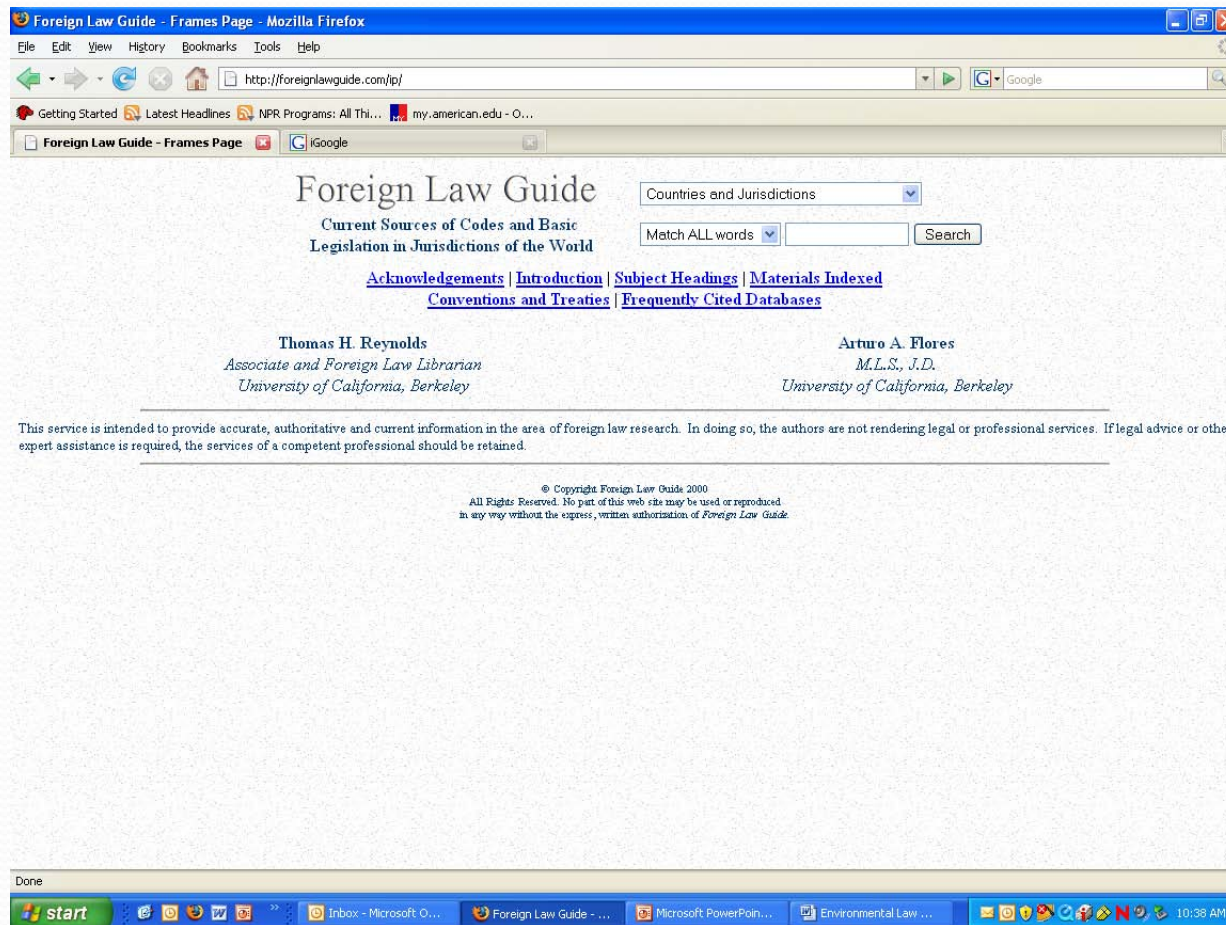 Foreign Law Guide - Frames Page - Mozilla Firefox
File Edit View History Bookmarks Tools Help
http://foreignlawguide.com/ip/ G Google
Getting Started Latest Headlines NPR Programs: All Thi... my.american.edu - O...
Foreign Law Guide - Frames Page G iGoogle
Foreign Law Guide
Countries and Jurisdictions
Current Sources of Codes and Basic
Legislation in Jurisdictions of the World
Match ALL words Search
Acknowledgements | Introduction | Subject Headings | Materials Indexed
Conventions and Treaties | Frequently Cited Databases
Thomas H. Reynolds
Associate and Foreign Law Librarian
University of California, Berkeley
Arturo A. Flores
M.L.S., J.D.
University of California, Berkeley
This service is intended to provide accurate, authoritative and current information in the area of foreign law research. In doing so, the authors are not rendering legal or professional services. If legal advice or othe
expert assistance is required, the services of a competent professional should be retained.
© Copyright Foreign Law Guide 2000
All Rights Reserved. No part of this web site may be used or reproduced
in any way without the express, written authorization of Foreign Law Guide.
Done
start Inbox - Microsoft O... Foreign Law Guide - ... Microsoft PowerPoin... Environmental Law ... 10:38 AM